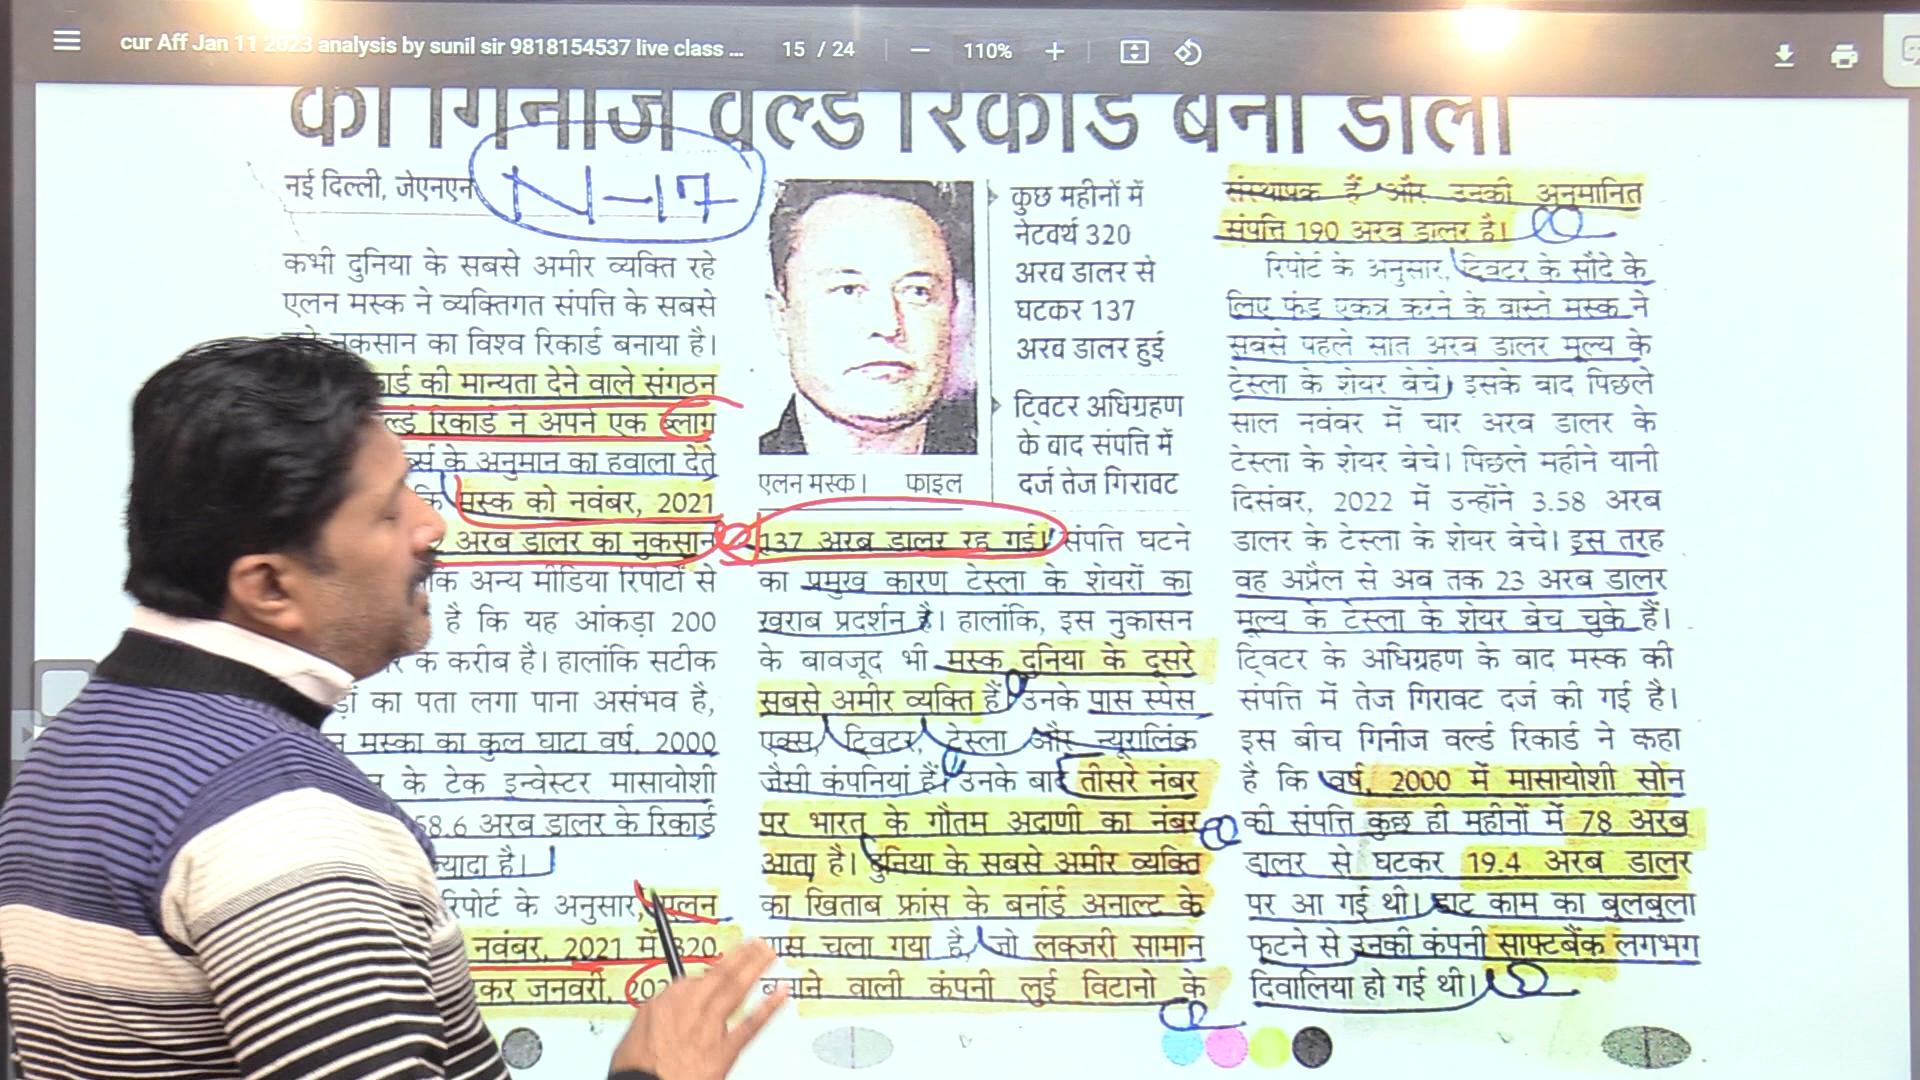 cur Aff Jan 11 2023 analysis by sunil sir 9818154537 live class ...
15 / 24
110%
का गिनीज वर्ल्ड रिकार्ड बना डाला
नई दिल्ली, जेएनएन
N-17
कभी दुनिया के सबसे अमीर व्यक्ति रहे
एलन मस्क ने व्यक्तिगत संपत्ति के सबसे
नुकसान का विश्व रिकार्ड बनाया है।
की मान्यता देने वाले संगठन
रिकार्ड ने अपने एक ब्लाग
के अनुमान का हवाला देते
कि मस्क को नवंबर, 2021
अरब डालर का नुकसान
अन्य मीडिया रिपोर्टों से
है कि यह आंकड़ा 200
के करीब है। हालांकि सटीक
का पता लगा पाना असंभव है,
मस्का का कुल घाटा वर्ष, 2000
के टेक इन्वेस्टर मासायोशी
58.6 अरब डालर के रिकार्ड
ज्यादा है।
रिपोर्ट के अनुसार, एलन
नवंबर, 2021 में 320
जनवरी,
एलन मस्क। फाइल
कुछ महीनों में
नेटवर्थ 320
अरब डालर से
घटकर 137
अरब डालर हुई
ट्विटर अधिग्रहण
के बाद संपत्ति में
दर्ज तेज गिरावट
137 अरब डालर रह गई। संपत्ति घटने
का प्रमुख कारण टेस्ला के शेयरों का
खराब प्रदर्शन है। हालांकि, इस नुकासन
के बावजूद भी मस्क दुनिया के दूसरे
सबसे अमीर व्यक्ति हैं। उनके पास स्पेस
एक्स, ट्विटर, टेस्ला और न्यूरालिंक
जैसी कंपनियां हैं। उनके बाद तीसरे नंबर
पर भारत के गौतम अदाणी का नंबर
आता है। दुनिया के सबसे अमीर व्यक्ति
का खिताब फ्रांस के बर्नार्ड अर्नाल्ट के
पास चला गया है, जो लक्जरी सामान
बनाने वाली कंपनी लुई विटानो के
संस्थापक हैं और उनकी अनुमानित
संपत्ति 190 अरब डालर है।
रिपोर्ट के अनुसार, ट्विटर के सौदे के
लिए फंड एकत्र करने के वास्ते मस्क ने
सबसे पहले सात अरब डालर मूल्य के
टेस्ला के शेयर बेचे। इसके बाद पिछले
साल नवंबर में चार अरब डालर के
टेस्ला के शेयर बेचे। पिछले महीने यानी
दिसंबर, 2022 में उन्होंने 3.58 अरब
डालर के टेस्ला के शेयर बेचे। इस तरह
वह अप्रैल से अब तक 23 अरब डालर
मूल्य के टेस्ला के शेयर बेच चुके हैं।
ट्विटर के अधिग्रहण के बाद मस्क की
संपत्ति में तेज गिरावट दर्ज की गई है।
इस बीच गिनीज वर्ल्ड रिकार्ड ने कहा
है कि वर्ष, 2000 में मासायोशी सोन
की संपत्ति कुछ ही महीनों में 78 अरब
डालर से घटकर 19.4 अरब डालर
पर आ गई थी। डाट काम का बुलबुला
फूटने से उनकी कंपनी साफ्टबैंक लगभग
दिवालिया हो गई थी।